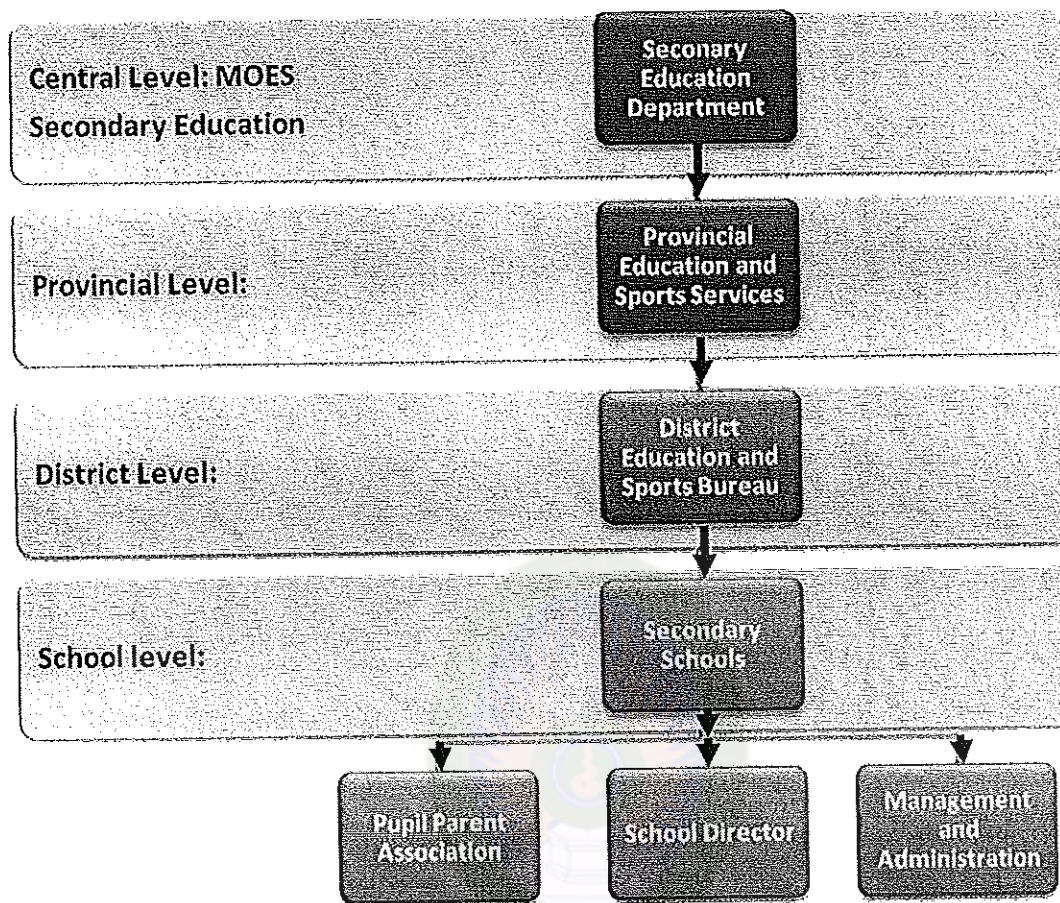 Central Level: MOES
Secondary Education
Seconary
Education
Department
Provincial Level:
Provincial
Education and
Sports Services
District Level:
District
Education and
Sports Bureau
School level:
Secondary
Schools
Pupil Parent
Association
School Director
Management
and
Administration